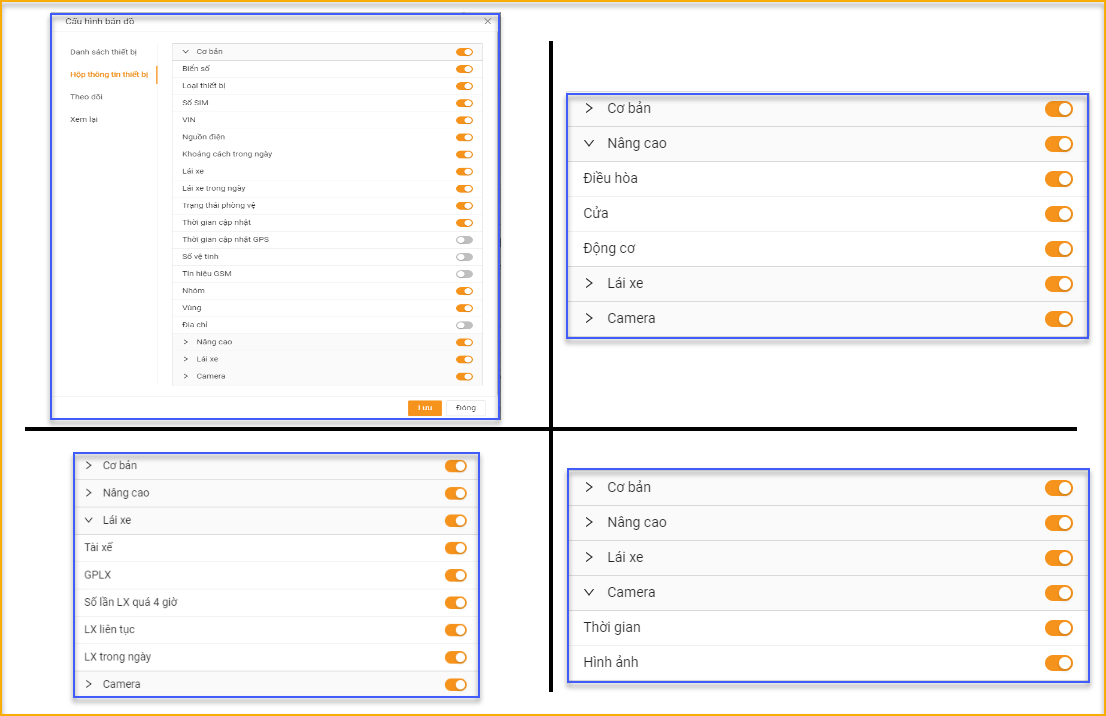 Cấu hình bản đồ
Danh sách thiết bị
Hộp thông tin thiết bị
Theo dõi
Xem lại
Cơ bản
Biển số
Loại thiết bị
Số SIM
VIN
Nguồn điện
Khoảng cách trong ngày
Lái xe
Lái xe trong ngày
Trạng thái phòng vệ
Thời gian cập nhật
Thời gian cập nhật GPS
Số vệ tinh
Tín hiệu GSM
Nhóm
Vùng
Địa chỉ
Nâng cao
Lái xe
Camera
Lưu
Đóng
Cơ bản
Nâng cao
Điều hòa
Cửa
Động cơ
Lái xe
Camera
Cơ bản
Nâng cao
Lái xe
Tài xế
GPLX
Số lần LX quá 4 giờ
LX liên tục
LX trong ngày
Camera
Cơ bản
Nâng cao
Lái xe
Camera
Thời gian
Hình ảnh